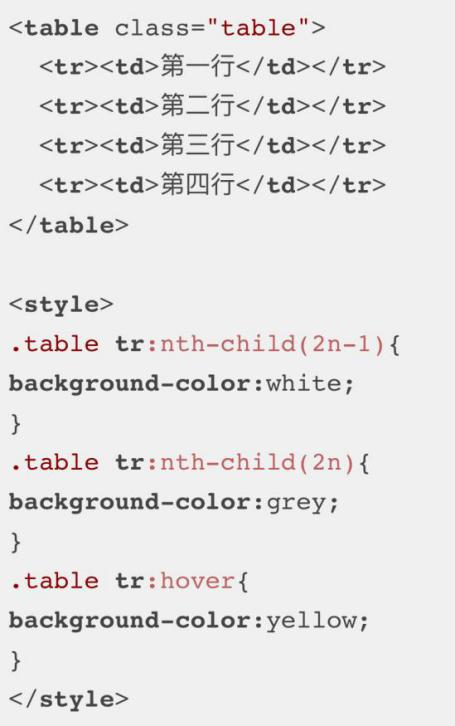 <table class="table">
  <tr><td>第一行</td></tr>
  <tr><td>第二行</td></tr>
  <tr><td>第三行</td></tr>
  <tr><td>第四行</td></tr>
</table>

<style>
.table tr:nth-child(2n-1){
background-color:white;
}
.table tr:nth-child(2n){
background-color:grey;
}
.table tr:hover{
background-color:yellow;
}
</style>